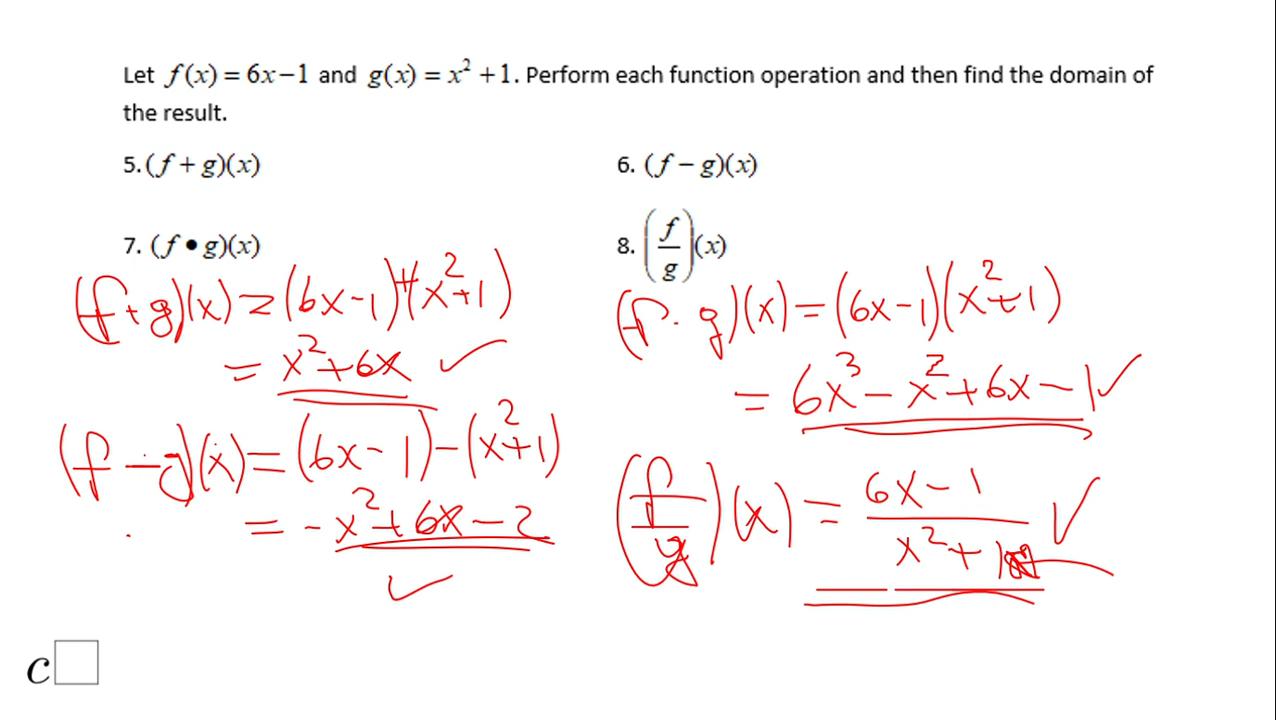 Let f(x) = 6x−1 and g(x) = x² +1. Perform each function operation and then find the domain of
the result.
5. (f + g)(x)
6. (f − g)(x)
7. (f • g)(x)
8. (f/g)(x)
(f+g)(x) = (6x-1)+(x²+1)
= x²+6x ✓
(f-g)(x) = (6x-1)-(x²+1)
= -x²+6x-2
✓
(f·g)(x) = (6x-1)(x²+1)
= 6x³-x²+6x-1 ✓
(f/g)(x) = (6x-1)/(x²+1) ✓
c